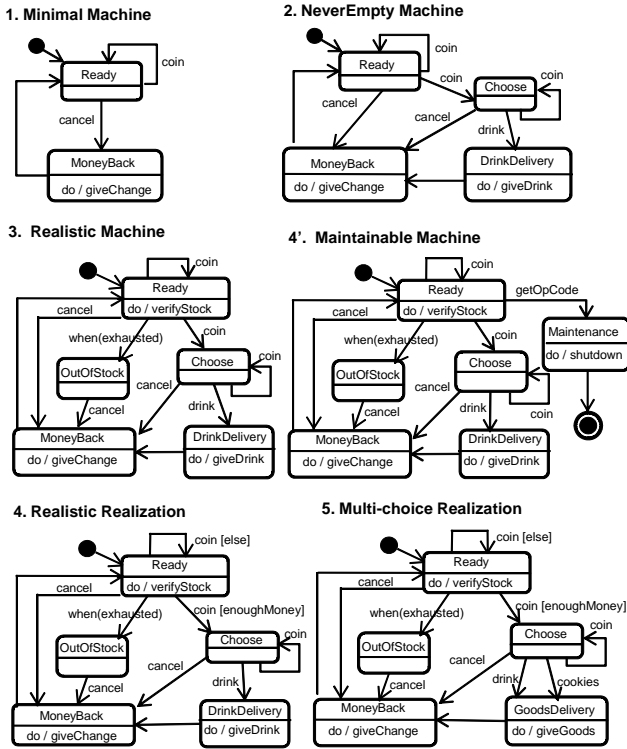 1. Minimal Machine
Ready
coin
cancel
MoneyBack
do / giveChange
2. NeverEmpty Machine
Ready
coin
coin
Choose
coin
cancel
cancel
drink
MoneyBack
do / giveChange
DrinkDelivery
do / giveDrink
3. Realistic Machine
coin
Ready
do / verifyStock
cancel
when(exhausted)
coin
OutOfStock
Choose
coin
cancel
cancel
drink
MoneyBack
do / giveChange
DrinkDelivery
do / giveDrink
4'. Maintainable Machine
coin
Ready
do / verifyStock
getOpCode
Maintenance
do / shutdown
cancel
when(exhausted)
coin
OutOfStock
Choose
cancel
cancel
drink
coin
MoneyBack
do / giveChange
DrinkDelivery
do / giveDrink
4. Realistic Realization
coin [else]
Ready
do / verifyStock
cancel
when(exhausted)
coin [enoughMoney]
OutOfStock
Choose
coin
cancel
cancel
drink
MoneyBack
do / giveChange
DrinkDelivery
do / giveDrink
5. Multi-choice Realization
coin [else]
Ready
do / verifyStock
cancel
when(exhausted)
coin [enoughMoney]
OutOfStock
Choose
coin
cancel
cancel
drink
cookies
MoneyBack
do / giveChange
GoodsDelivery
do / giveGoods